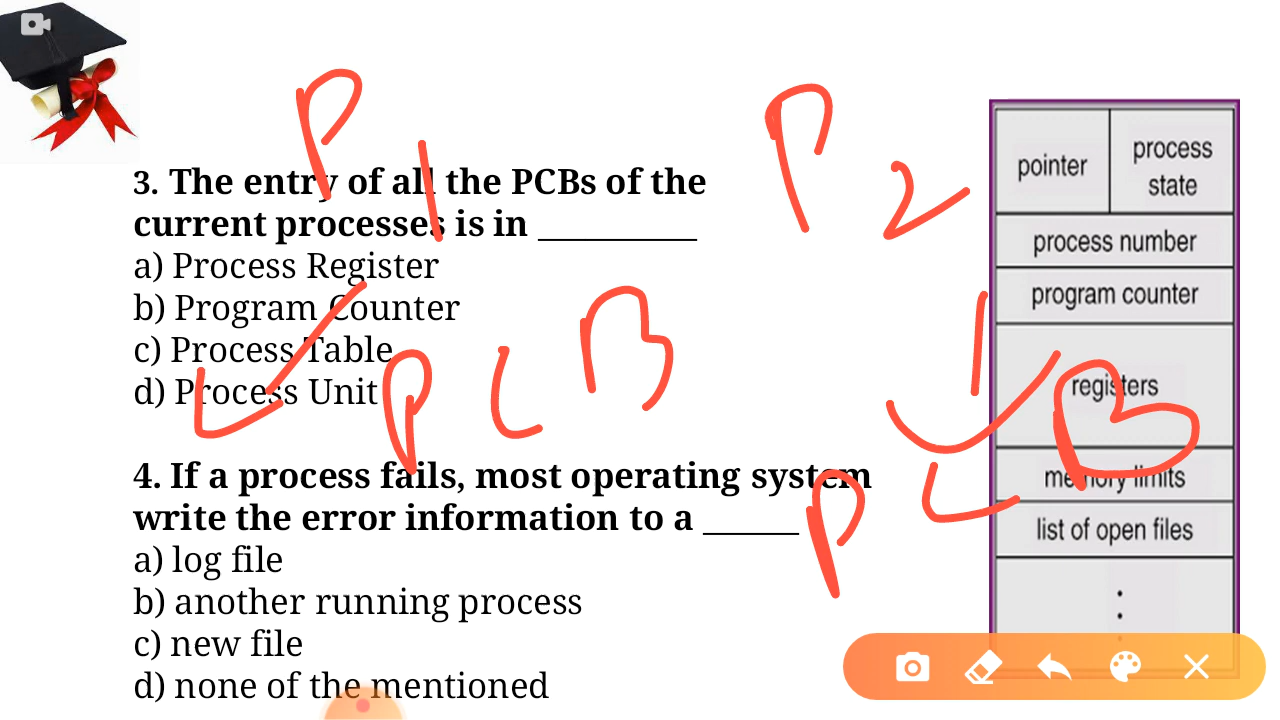 P1
P2
3. The entry of all the PCBs of the
current processes is in __________
a) Process Register
b) Program Counter
c) Process Table
d) Process Unit
PCB
4. If a process fails, most operating system
write the error information to a ______
a) log file
b) another running process
c) new file
d) none of the mentioned
PCB
pointer
process
state
process number
program counter
registers
memory limits
list of open files